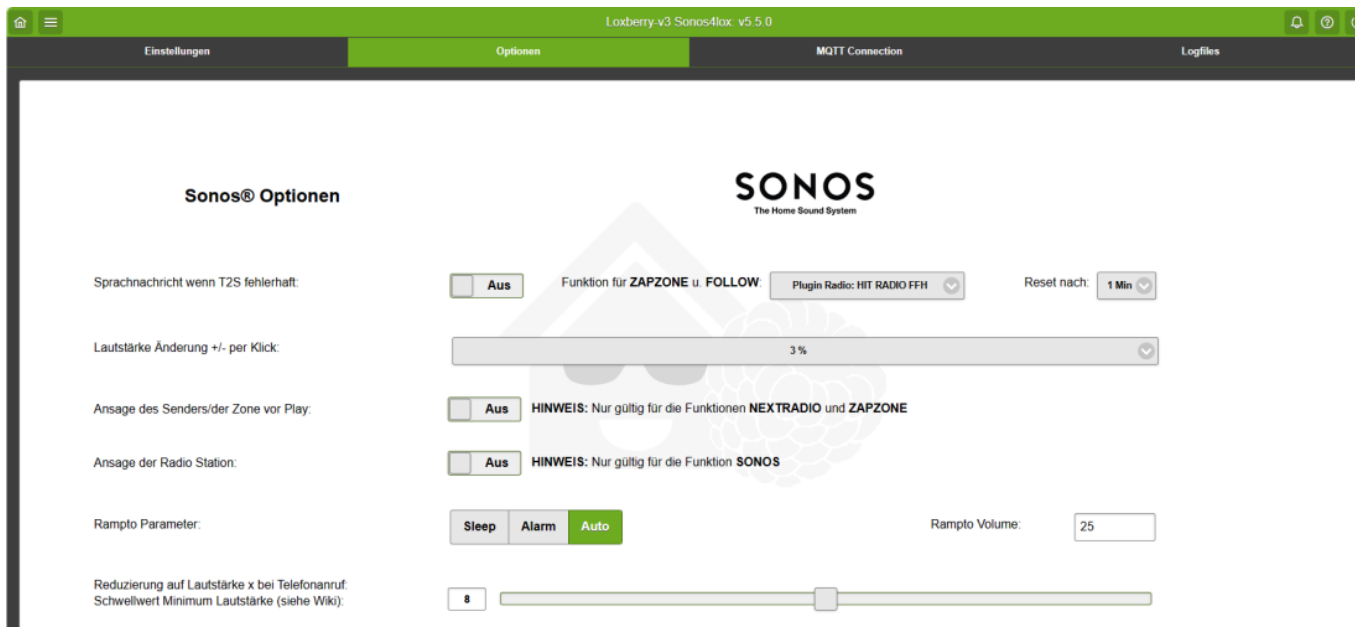 Loxberry-v3 Sonos4lox: v5.5.0
Einstellungen Optionen MQTT Connection Logfiles
Sonos® Optionen
SONOS
The Home Sound System
Sprachnachricht wenn T2S fehlerhaft: Aus Funktion für ZAPZONE u. FOLLOW: Plugin Radio: HIT RADIO FFH Reset nach: 1 Min
Lautstärke Änderung +/- per Klick: 3 %
Ansage des Senders/der Zone vor Play: Aus HINWEIS: Nur gültig für die Funktionen NEXTRADIO und ZAPZONE
Ansage der Radio Station: Aus HINWEIS: Nur gültig für die Funktion SONOS
Rampto Parameter: Sleep Alarm Auto Rampto Volume: 25
Reduzierung auf Lautstärke x bei Telefonanruf:
Schwellwert Minimum Lautstärke (siehe Wiki): 8